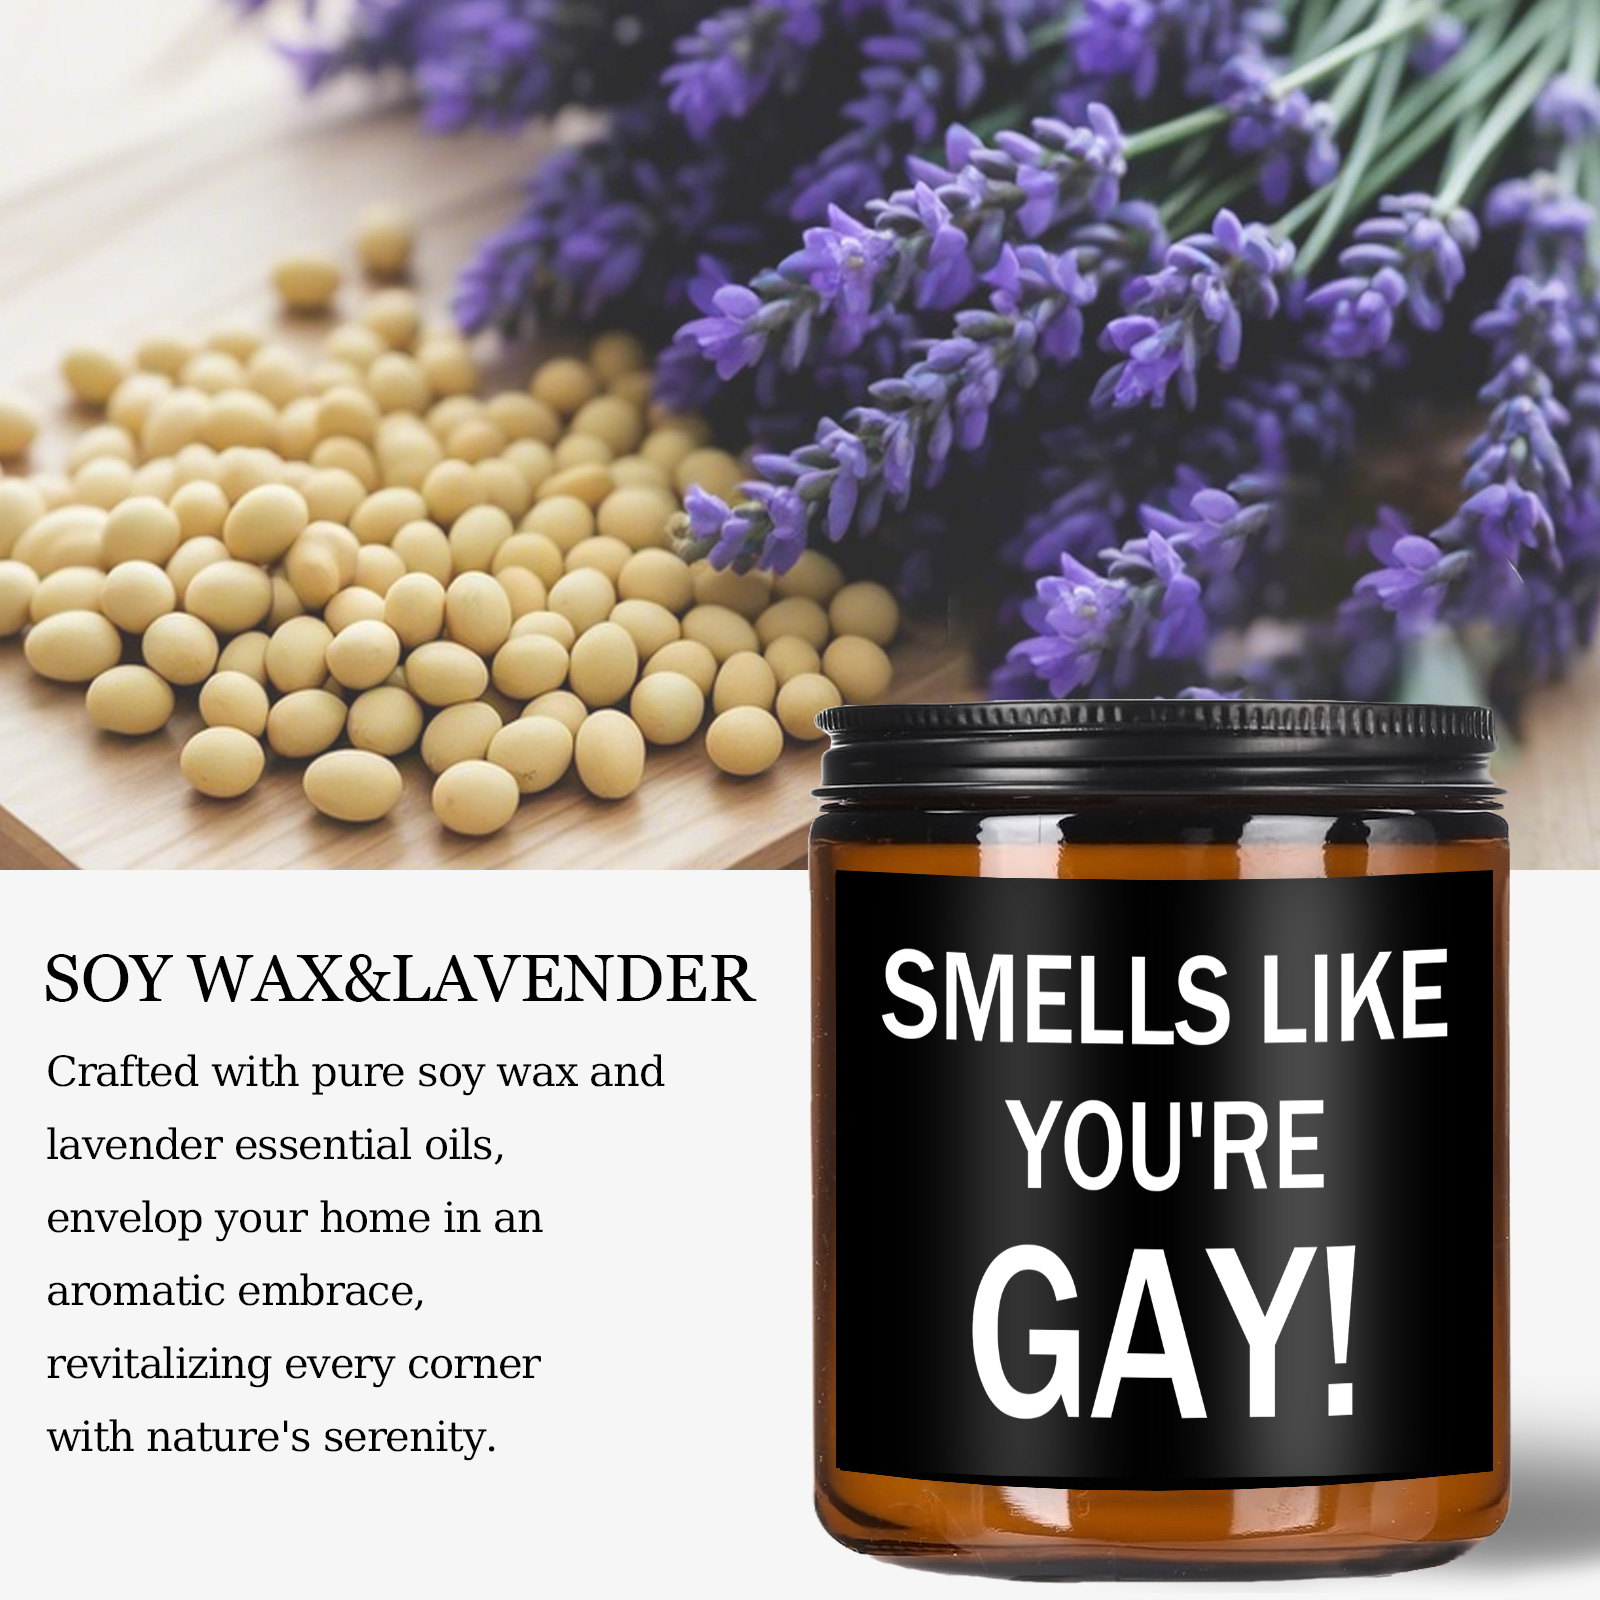 SOY WAX&LAVENDER
Crafted with pure soy wax and
lavender essential oils,
envelop your home in an
aromatic embrace,
revitalizing every corner
with nature's serenity.
SMELLS LIKE
YOU'RE
GAY!